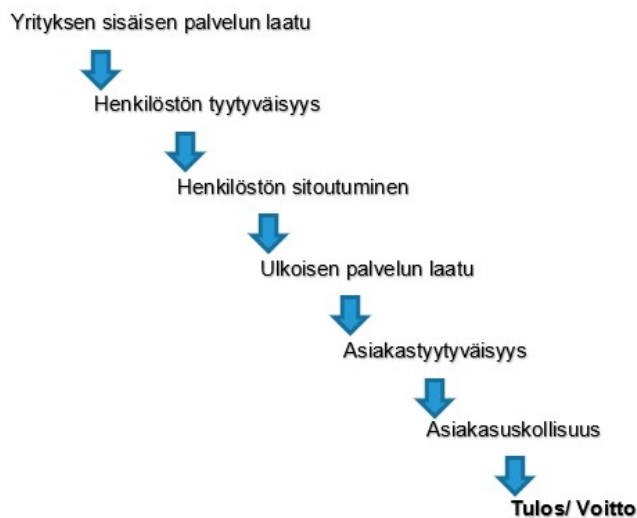 Yrityksen sisäisen palvelun laatu
Henkilöstön tyytyväisyys
Henkilöstön sitoutuminen
Ulkoisen palvelun laatu
Asiakastyytyväisyys
Asiakasuskollisuus
Tulos/ Voitto